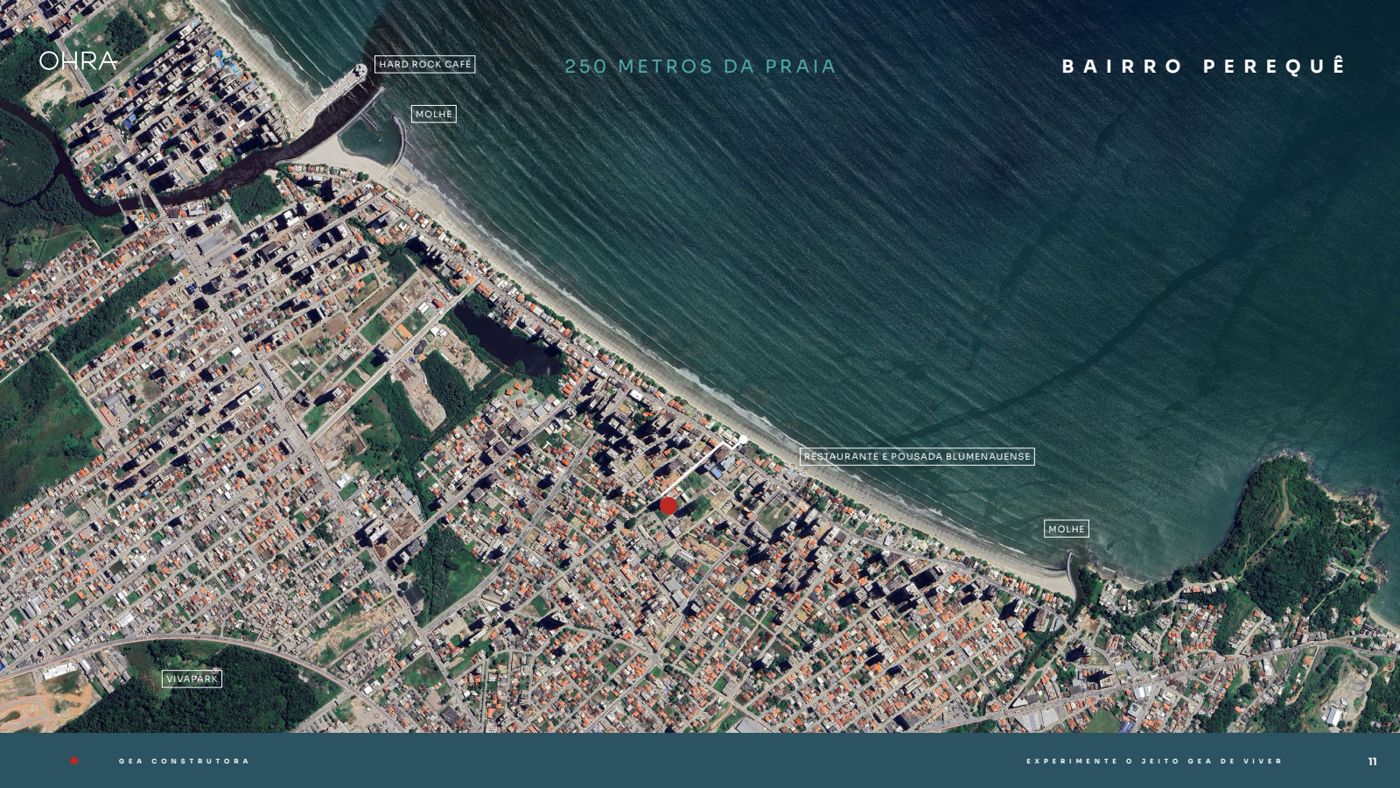 OHRA
HARD ROCK CAFÉ
250 METROS DA PRAIA
BAIRRO PEREQUÊ
MOLHE
RESTAURANTE E POUSADA BLUMENAUENSE
MOLHE
VIVAPARK
GEA CONSTRUTORA
EXPERIMENTE O JEITO GEA DE VIVER
11